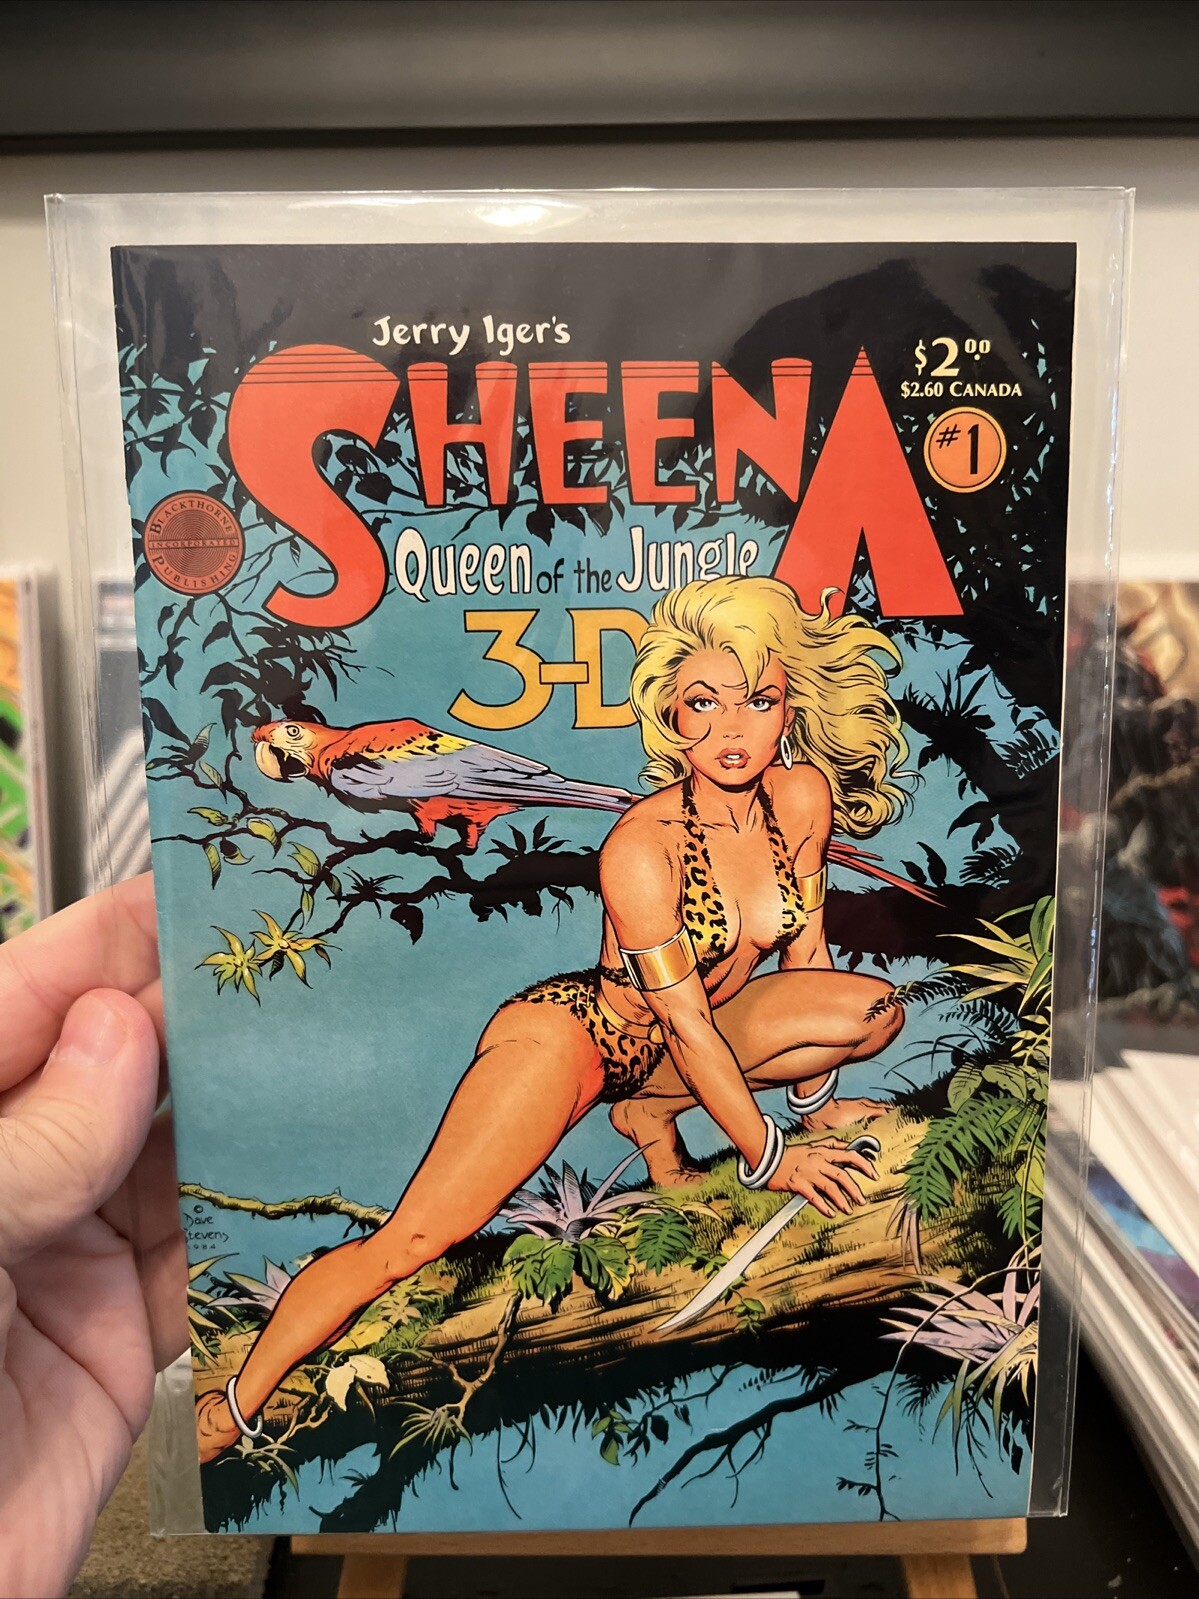 Jerry Iger's
SHEENA
$2.00
$2.60 CANADA
#1
BLACKTHORNE
INCORPORATED
PUBLISHING
Queen of the Jungle
3-D
© Dave
Stevens
1984